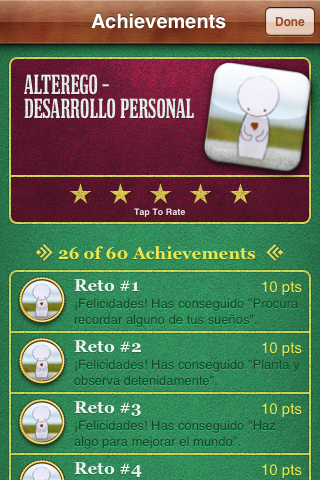 Achievements
Done
ALTEREGO -
DESARROLLO PERSONAL
Tap To Rate
26 of 60 Achievements
Reto #1
10 pts
¡Felicidades! Has conseguido "Procura
recordar alguno de tus sueños".
Reto #2
10 pts
¡Felicidades! Has conseguido "Planta y
observa detenidamente".
Reto #3
10 pts
¡Felicidades! Has conseguido "Haz
algo para mejorar el mundo".
Reto #4
10 pts